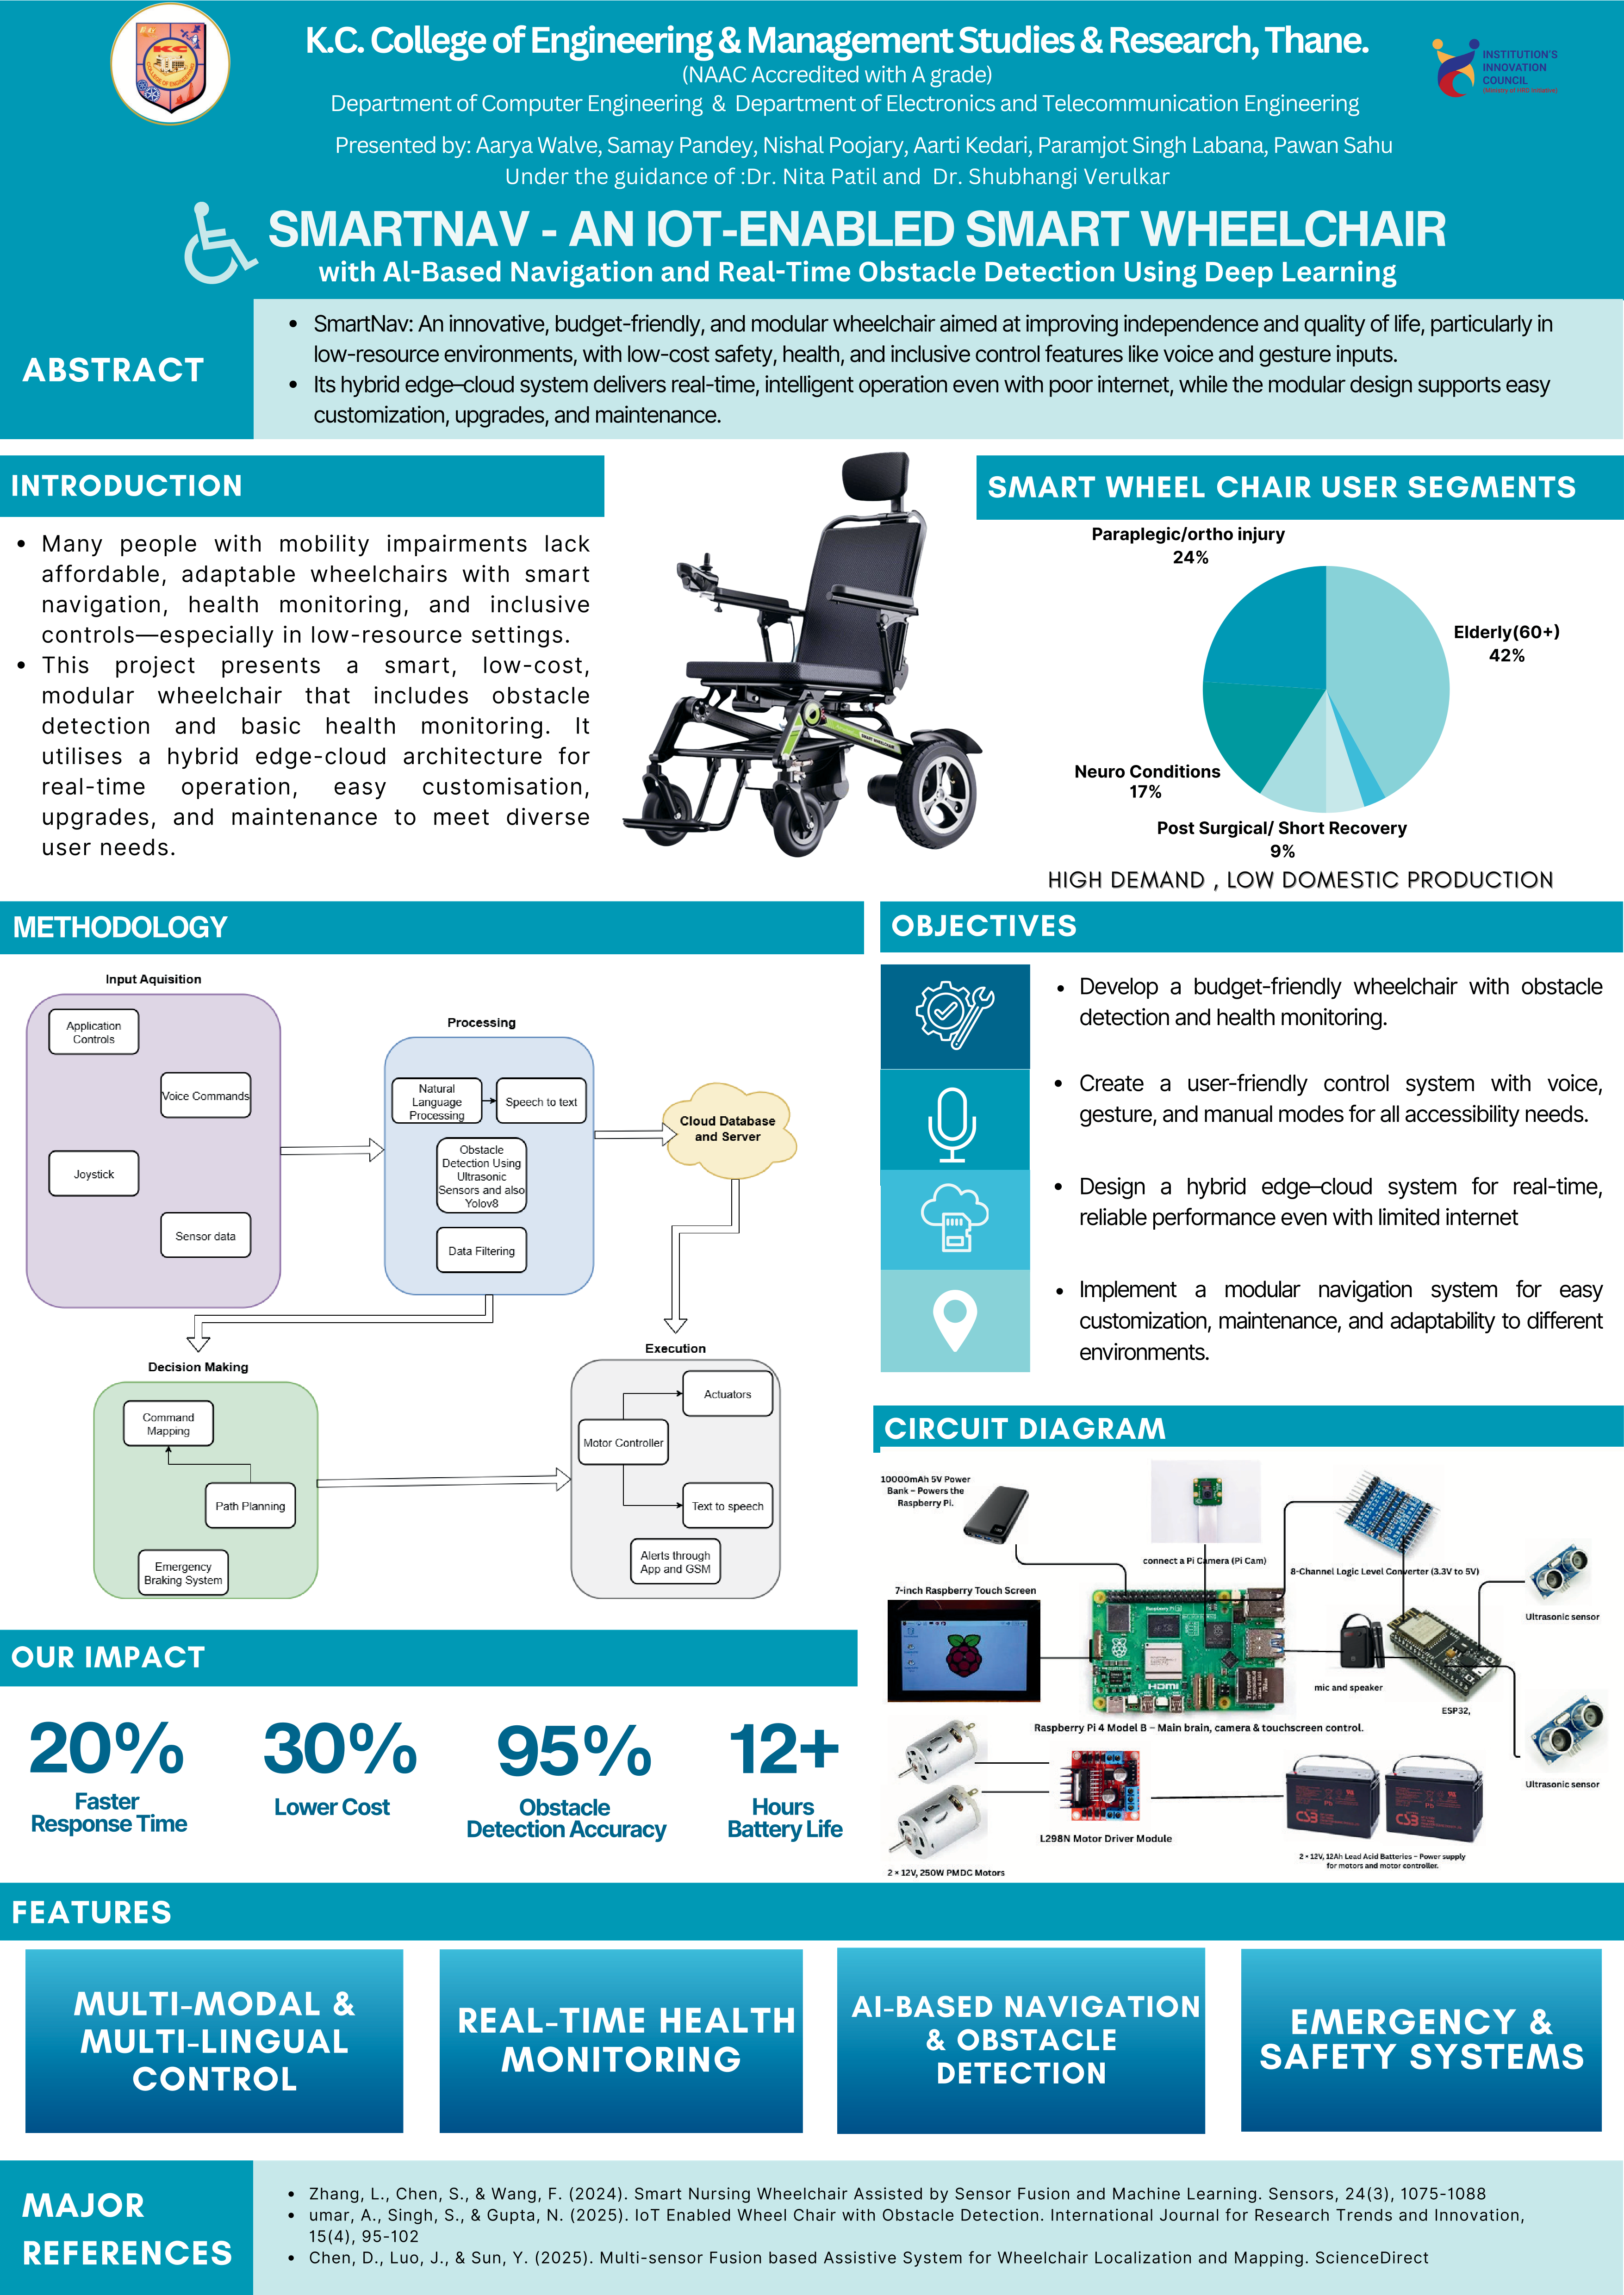 K.C. College of Engineering & Management Studies & Research, Thane.
(NAAC Accredited with A grade)
Department of Computer Engineering & Department of Electronics and Telecommunication Engineering
Presented by: Aarya Walve, Samay Pandey, Nishal Poojary, Aarti Kedari, Paramjot Singh Labana, Pawan Sahu
Under the guidance of :Dr. Nita Patil and Dr. Shubhangi Verulkar
KC
COLLEGE OF ENGINEERING
INSTITUTION'S
INNOVATION
COUNCIL
(Ministry of HRD Initiative)
SMARTNAV - AN IOT-ENABLED SMART WHEELCHAIR
with AI-Based Navigation and Real-Time Obstacle Detection Using Deep Learning
ABSTRACT
• SmartNav: An innovative, budget-friendly, and modular wheelchair aimed at improving independence and quality of life, particularly in
low-resource environments, with low-cost safety, health, and inclusive control features like voice and gesture inputs.
• Its hybrid edge–cloud system delivers real-time, intelligent operation even with poor internet, while the modular design supports easy
customization, upgrades, and maintenance.
INTRODUCTION
• Many people with mobility impairments lack
affordable, adaptable wheelchairs with smart
navigation, health monitoring, and inclusive
controls—especially in low-resource settings.
• This project presents a smart, low-cost,
modular wheelchair that includes obstacle
detection and basic health monitoring. It
utilises a hybrid edge-cloud architecture for
real-time operation, easy customisation,
upgrades, and maintenance to meet diverse
user needs.
SMART WHEELCHAIR
SMART WHEEL CHAIR USER SEGMENTS
Paraplegic/ortho injury
24%
Elderly(60+)
42%
Neuro Conditions
17%
Post Surgical/ Short Recovery
9%
HIGH DEMAND , LOW DOMESTIC PRODUCTION
METHODOLOGY
Input Aquisition
Application
Controls
Voice Commands
Joystick
Sensor data
Processing
Natural
Language
Processing
Speech to text
Obstacle
Detection Using
Ultrasonic
Sensors and also
Yolov8
Data Filtering
Cloud Database
and Server
Decision Making
Command
Mapping
Path Planning
Emergency
Braking System
Execution
Actuators
Motor Controller
Text to speech
Alerts through
App and GSM
OBJECTIVES
• Develop a budget-friendly wheelchair with obstacle
detection and health monitoring.
• Create a user-friendly control system with voice,
gesture, and manual modes for all accessibility needs.
• Design a hybrid edge–cloud system for real-time,
reliable performance even with limited internet
• Implement a modular navigation system for easy
customization, maintenance, and adaptability to different
environments.
CIRCUIT DIAGRAM
10000mAh 5V Power
Bank – Powers the
Raspberry Pi.
connect a Pi Camera (Pi Cam)
8-Channel Logic Level Converter (3.3V to 5V)
Ultrasonic sensor
7-inch Raspberry Touch Screen
Raspberry Pi
HDMI
mic and speaker
ESP32,
Raspberry Pi 4 Model B – Main brain, camera & touchscreen control.
Ultrasonic sensor
L298N Motor Driver Module
CSB
CSB
2 × 12V, 12Ah Lead Acid Batteries – Power supply
for motors and motor controller.
2 × 12V, 250W PMDC Motors
OUR IMPACT
20%
Faster
Response Time
30%
Lower Cost
95%
Obstacle
Detection Accuracy
12+
Hours
Battery Life
FEATURES
MULTI-MODAL &
MULTI-LINGUAL
CONTROL
REAL-TIME HEALTH
MONITORING
AI-BASED NAVIGATION
& OBSTACLE
DETECTION
EMERGENCY &
SAFETY SYSTEMS
MAJOR
REFERENCES
• Zhang, L., Chen, S., & Wang, F. (2024). Smart Nursing Wheelchair Assisted by Sensor Fusion and Machine Learning. Sensors, 24(3), 1075-1088
• umar, A., Singh, S., & Gupta, N. (2025). IoT Enabled Wheel Chair with Obstacle Detection. International Journal for Research Trends and Innovation,
15(4), 95-102
• Chen, D., Luo, J., & Sun, Y. (2025). Multi-sensor Fusion based Assistive System for Wheelchair Localization and Mapping. ScienceDirect